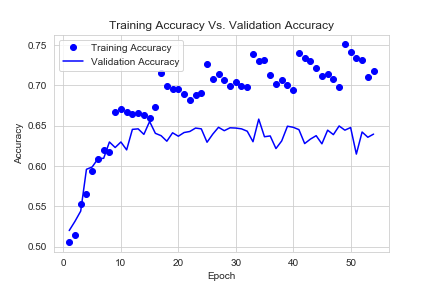 Training Accuracy Vs. Validation Accuracy
Training Accuracy
Validation Accuracy
0.75
0.70
0.65
0.60
0.55
0.50
Accuracy
0 10 20 30 40 50
Epoch